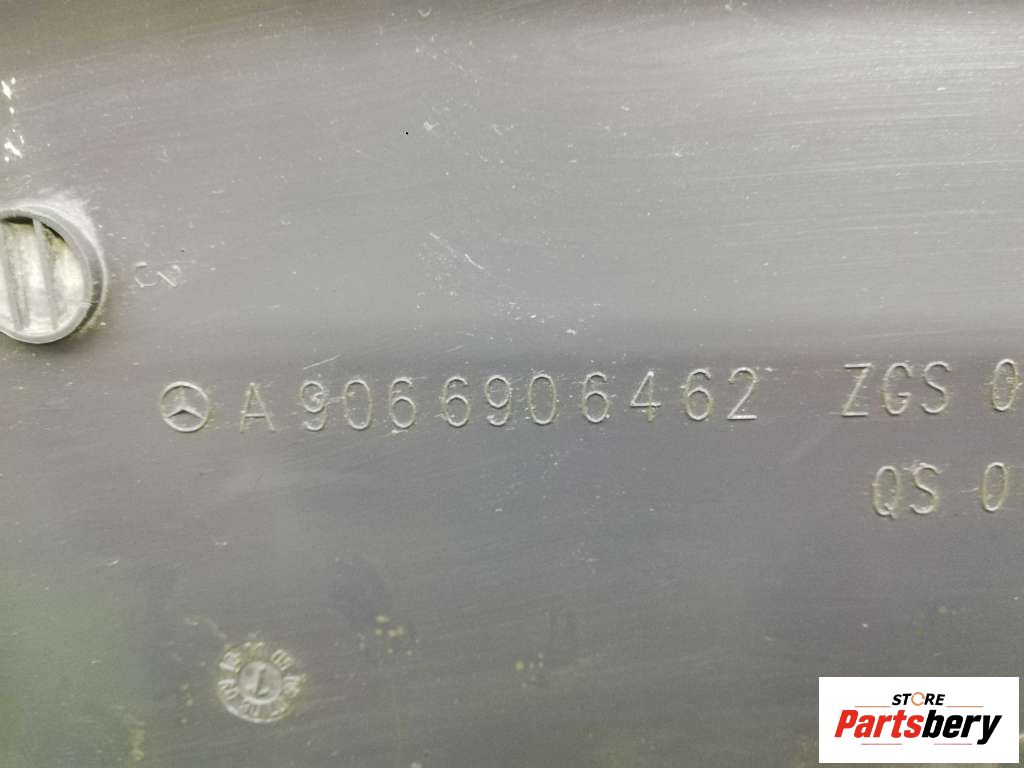 A 906 690 64 62 ZGS 0
QS 0
STORE
Partsbery